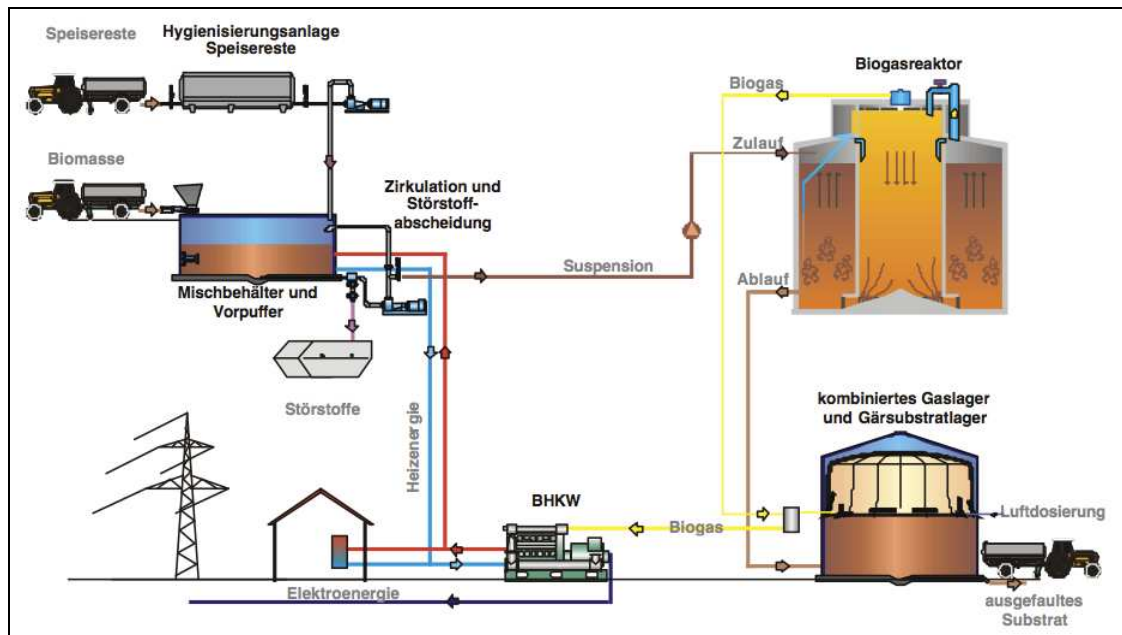 Speisereste
Hygienisierungsanlage
Speisereste
Biogasreaktor
Biogas
Zulauf
Biomasse
Zirkulation und
Störstoff-
abscheidung
Suspension
Ablauf
Mischbehälter und
Vorpuffer
Störstoffe
Heizenergie
kombiniertes Gaslager
und Gärsubstratlager
BHKW
Biogas
Luftdosierung
Elektroenergie
ausgefaultes
Substrat